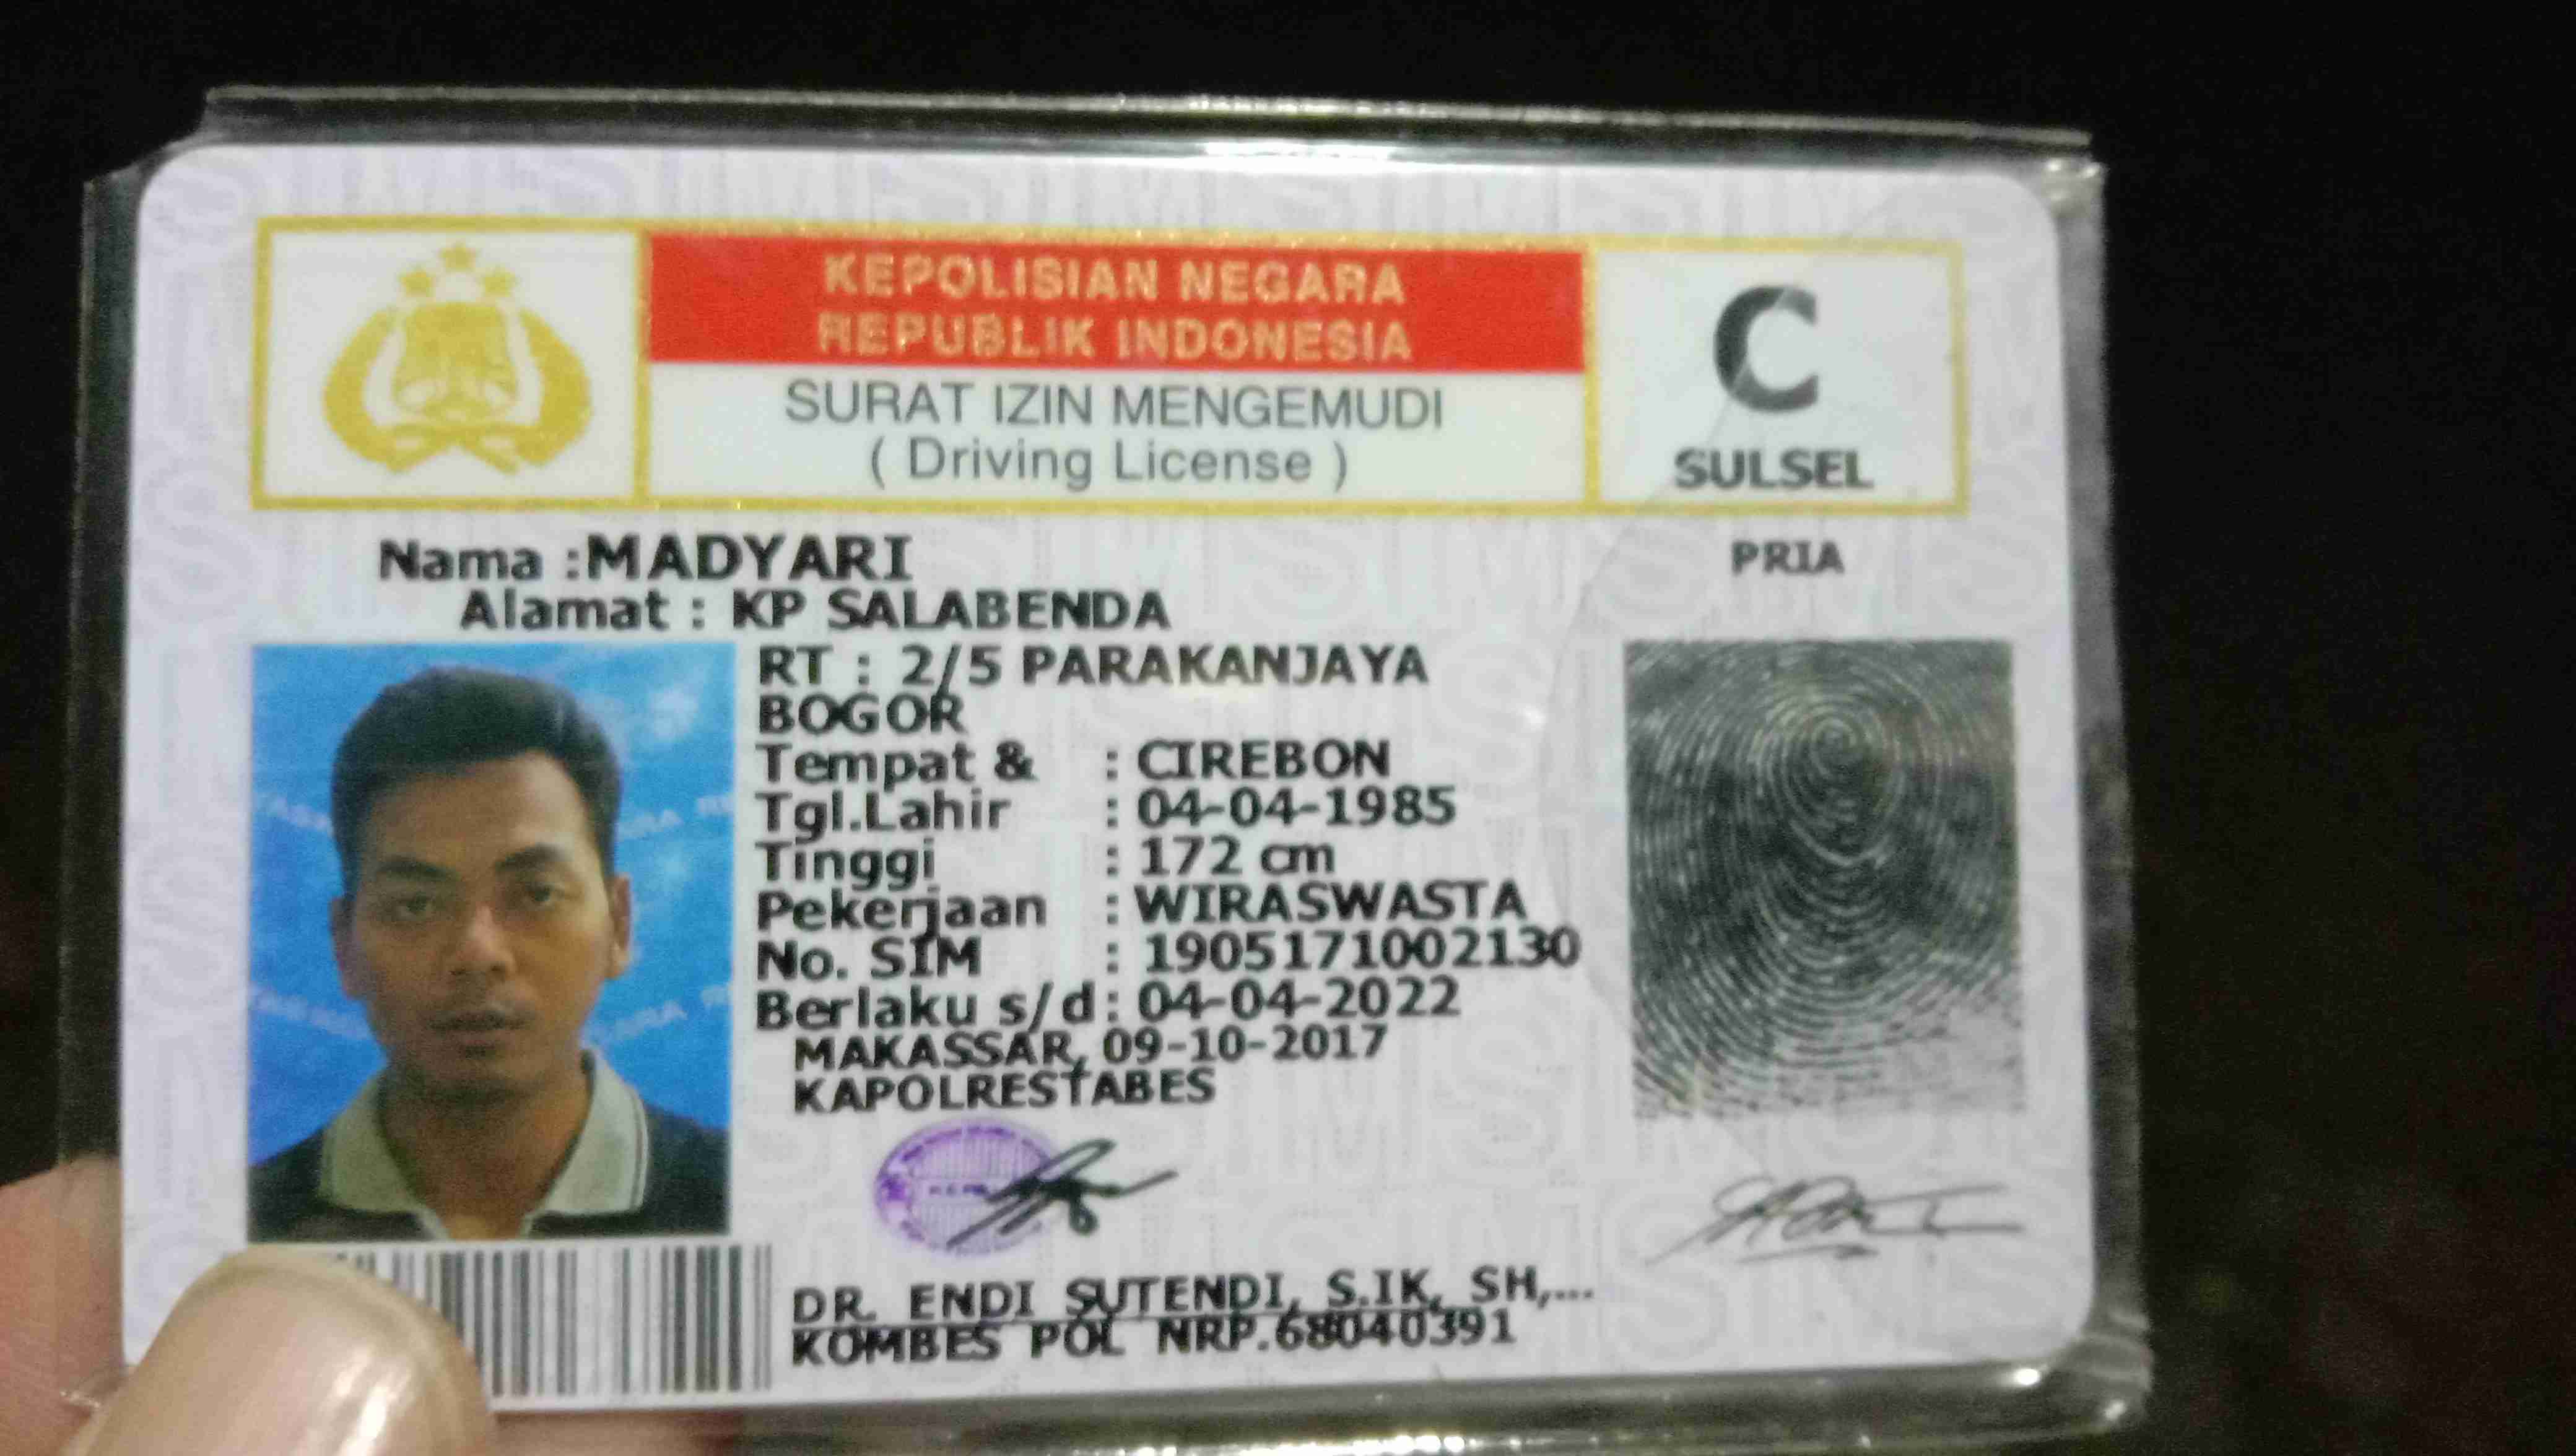 KEPOLISIAN NEGARA
REPUBLIK INDONESIA
SURAT IZIN MENGEMUDI
( Driving License )
C
SULSEL
Nama :MADYARI
PRIA
Alamat : KP SALABENDA
RT : 2/5 PARAKANJAYA
BOGOR
Tempat & : CIREBON
Tgl.Lahir : 04-04-1985
Tinggi : 172 cm
Pekerjaan : WIRASWASTA
No. SIM : 1905171002130
Berlaku s/d : 04-04-2022
MAKASSAR, 09-10-2017
KAPOLRESTABES
DR. ENDI SUTENDI, S.IK, SH,...
KOMBES POL NRP.68040391